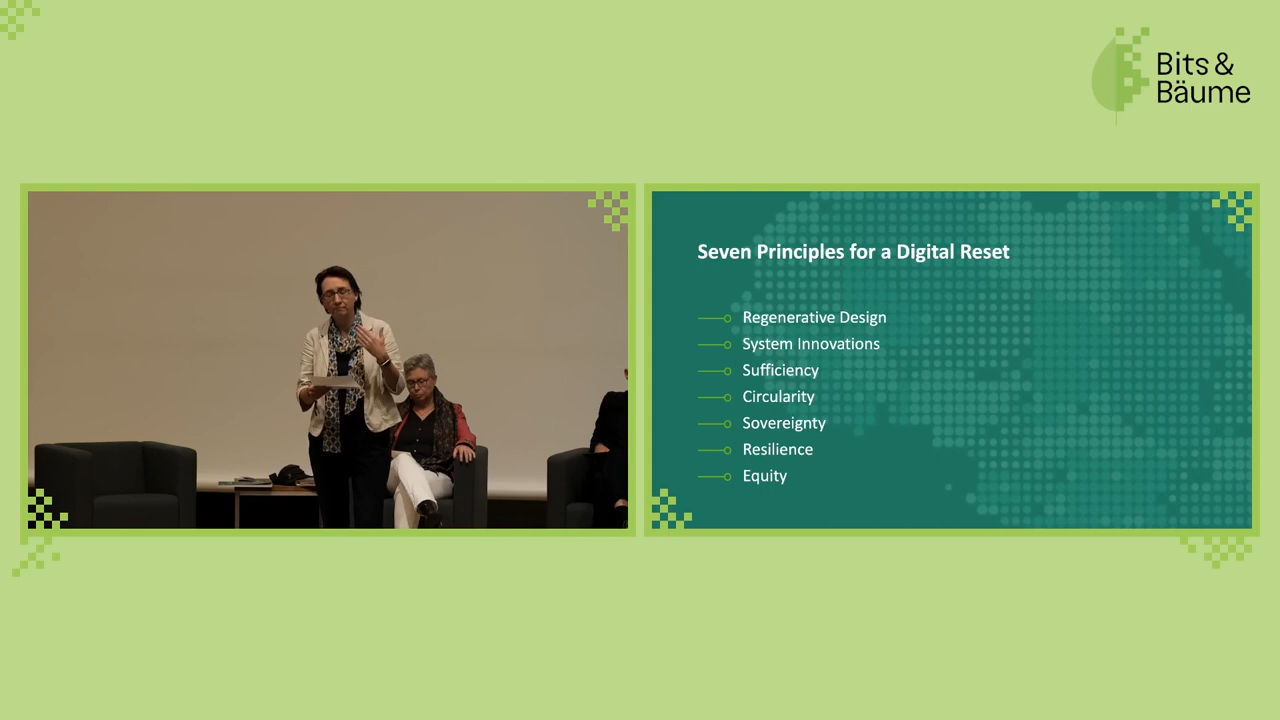 Bits &
Bäume
Seven Principles for a Digital Reset
Regenerative Design
System Innovations
Sufficiency
Circularity
Sovereignty
Resilience
Equity